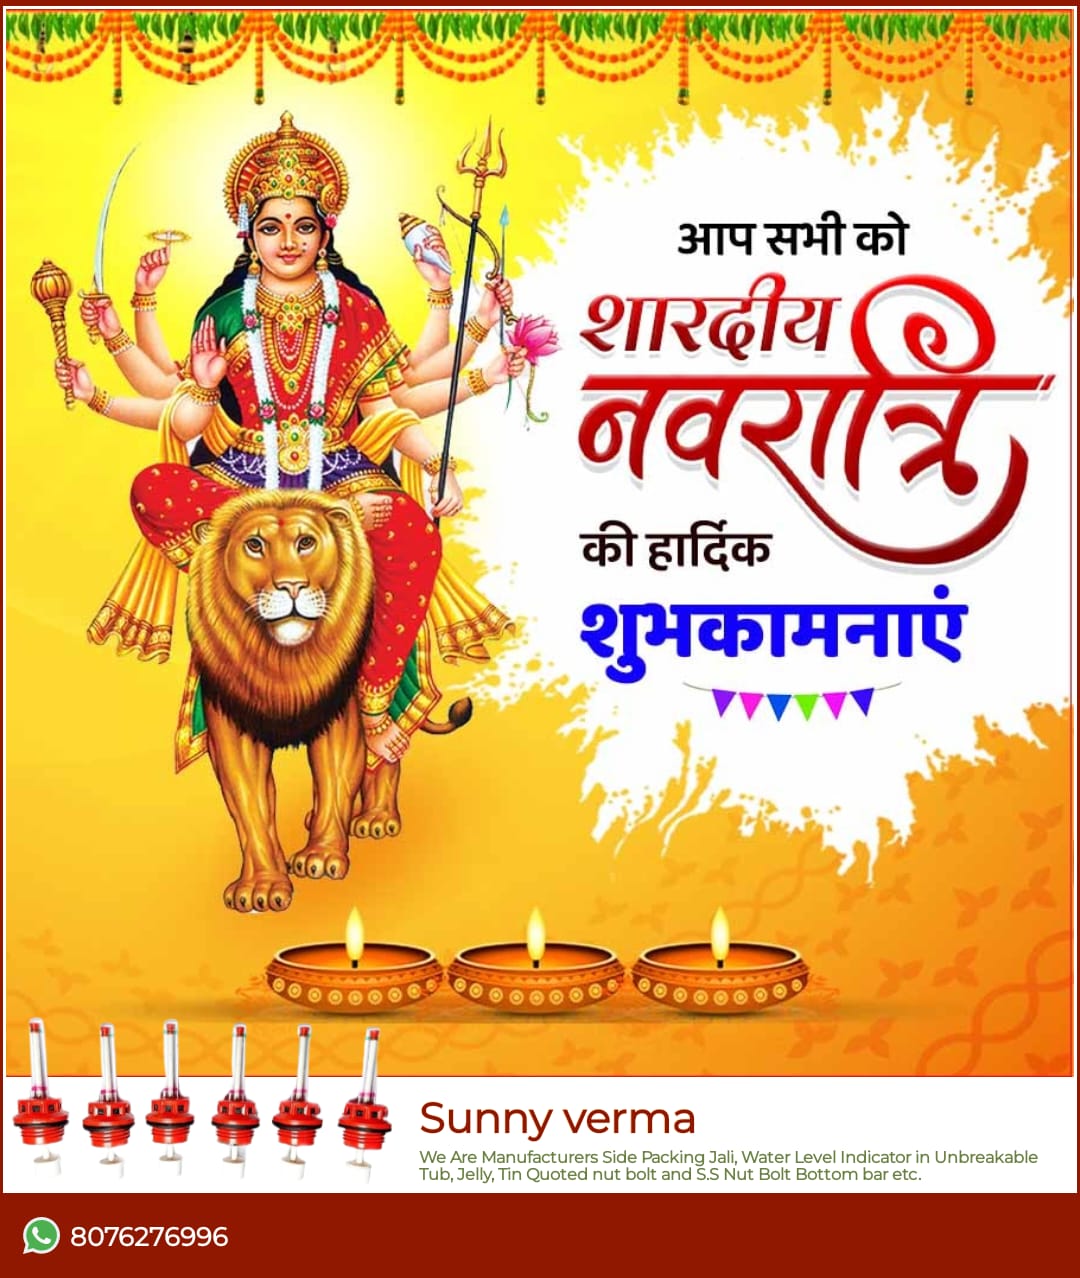 आप सभी को
शारदीय
नवरात्रि
की हार्दिक
शुभकामनाएं
Sunny verma
We Are Manufacturers Side Packing Jali, Water Level Indicator in Unbreakable
Tub, Jelly, Tin Quoted nut bolt and S.S Nut Bolt Bottom bar etc.
8076276996